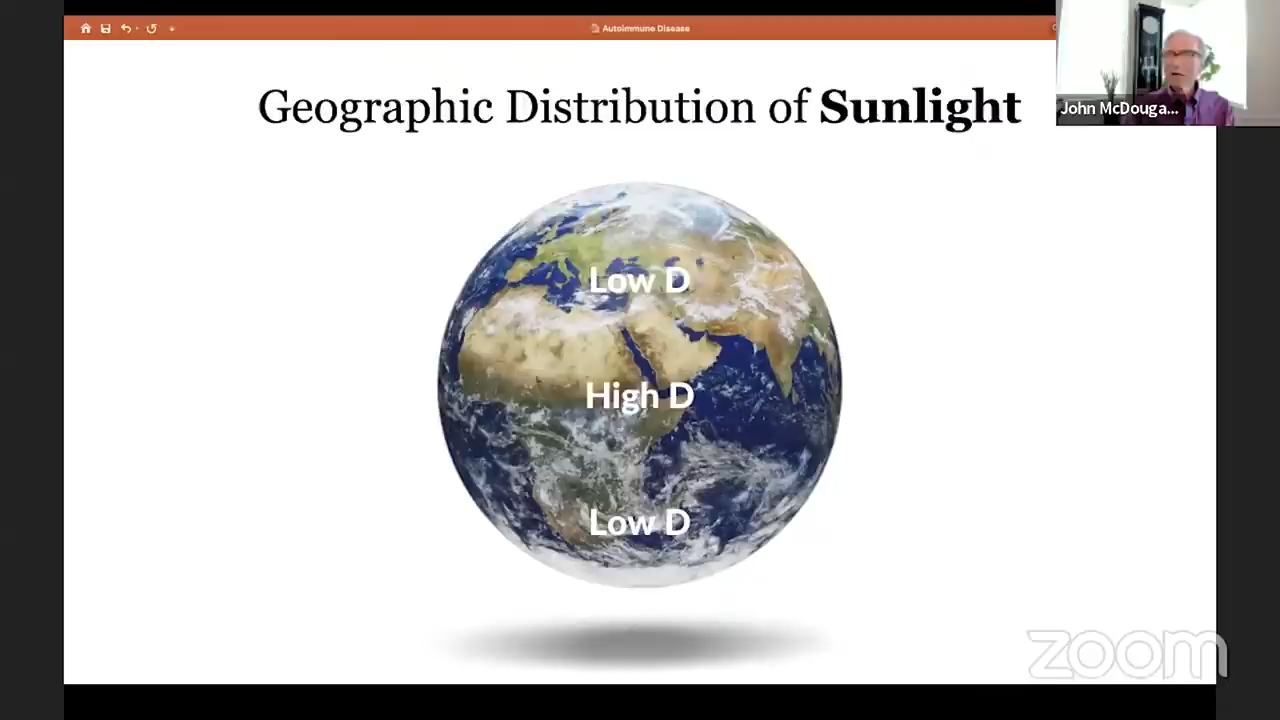 Autoimmune Disease
Geographic Distribution of Sunlight
John McDouga...
Low D
High D
Low D
zoom